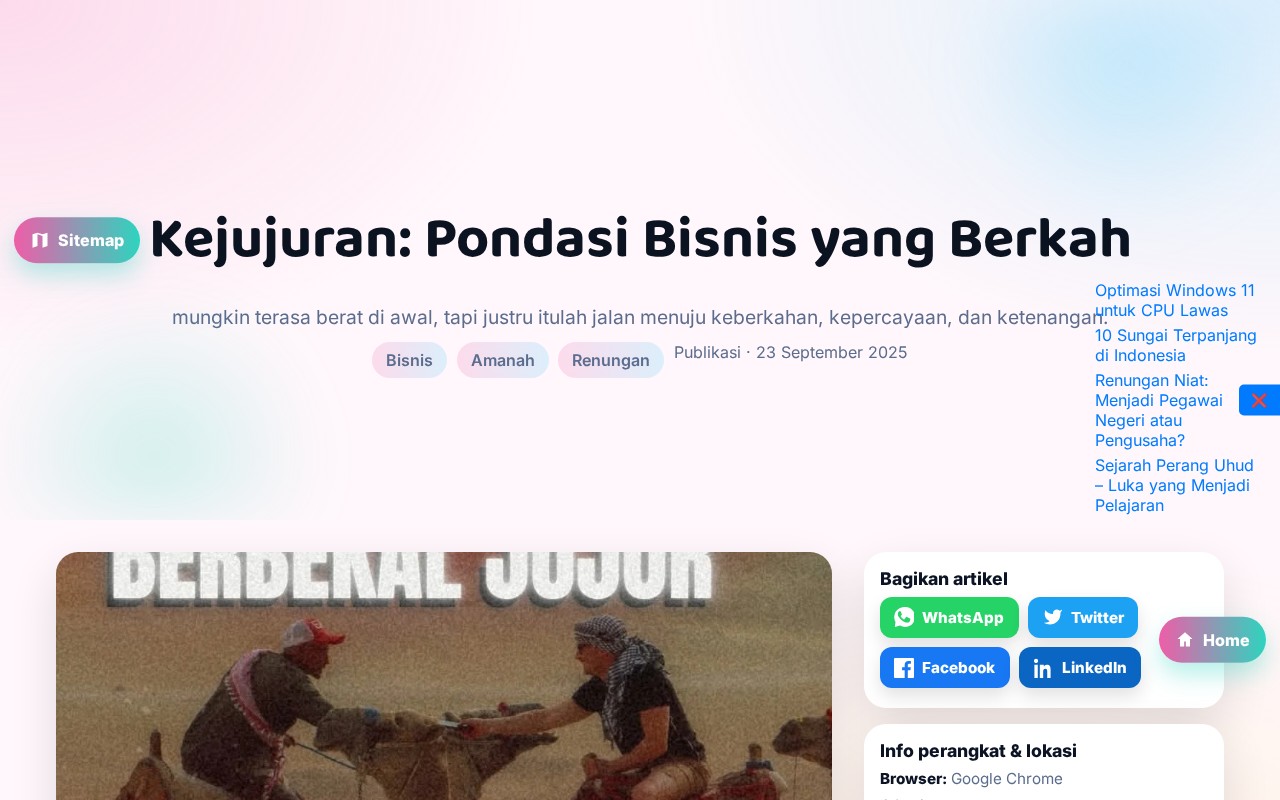 Sitemap
Kejujuran: Pondasi Bisnis yang Berkah
mungkin terasa berat di awal, tapi justru itulah jalan menuju keberkahan, kepercayaan, dan ketenangan.
Bisnis
Amanah
Renungan
Publikasi · 23 September 2025
Optimasi Windows 11
untuk CPU Lawas
10 Sungai Terpanjang
di Indonesia
Renungan Niat:
Menjadi Pegawai
Negeri atau
Pengusaha?
Sejarah Perang Uhud
– Luka yang Menjadi
Pelajaran
BERBEKAL JUJUR
Bagikan artikel
WhatsApp
Twitter
Facebook
LinkedIn
Home
Info perangkat & lokasi
Browser: Google Chrome